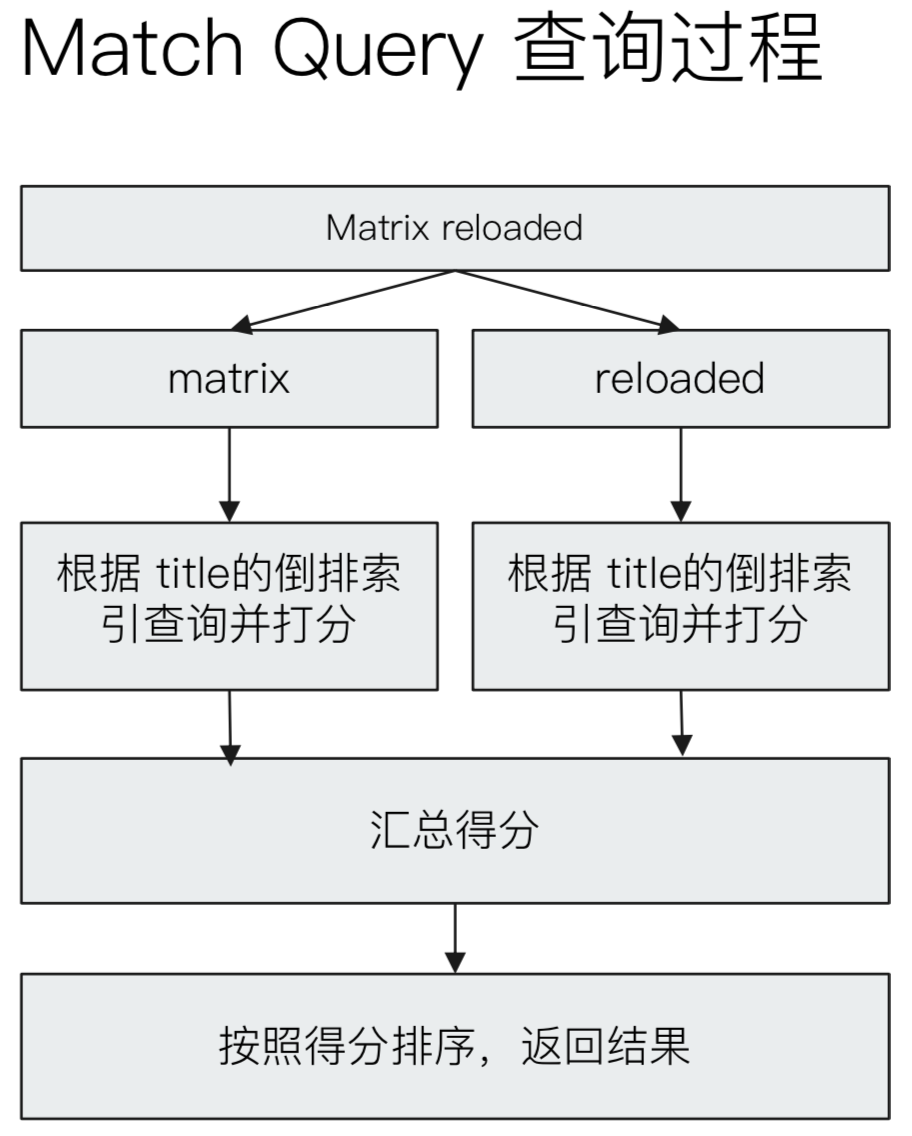 Match Query 查询过程
Matrix reloaded
matrix
reloaded
根据 title的倒排索
引查询并打分
根据 title的倒排索
引查询并打分
汇总得分
按照得分排序，返回结果